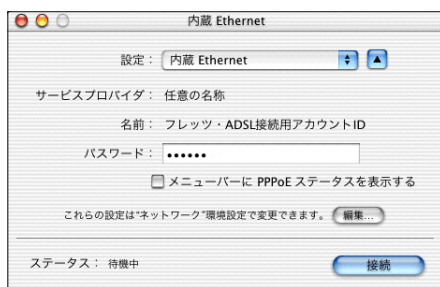 内蔵 Ethernet
設定： 内蔵 Ethernet
サービスプロバイダ： 任意の名称
名前： フレッツ・ADSL接続用アカウントID
パスワード： ••••••
メニューバーに PPPoE ステータスを表示する
これらの設定は"ネットワーク"環境設定で変更できます。 編集...
ステータス： 待機中 接続